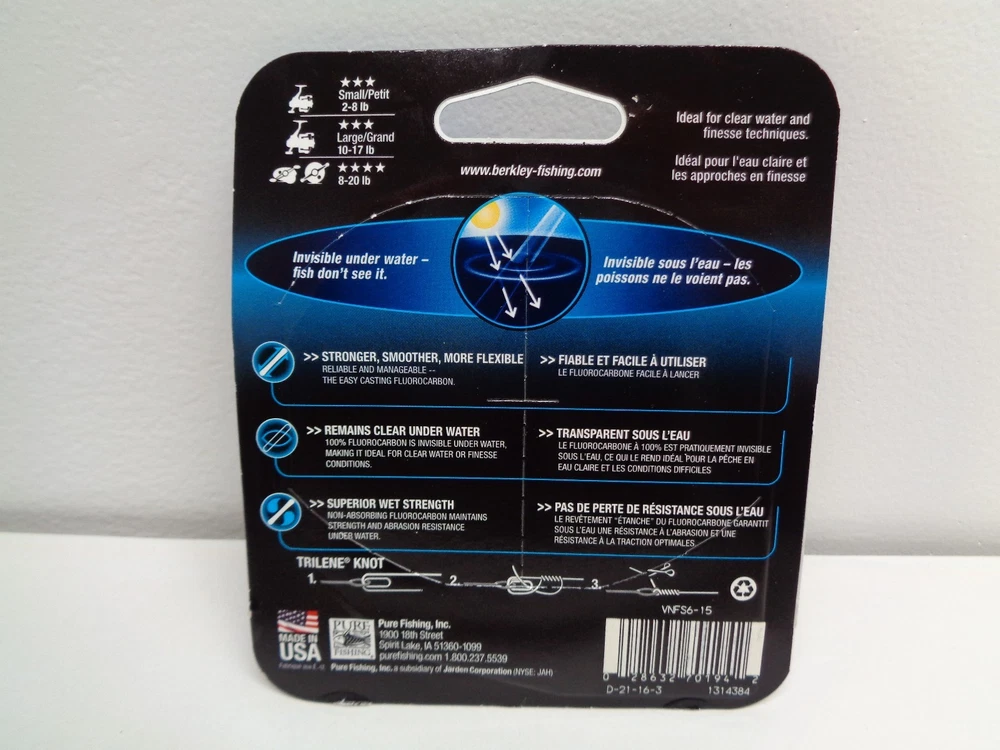 ★★★
Small/Petit
2-8 lb
★★★
Large/Grand
10-17 lb
★★★★
8-20 lb
www.berkley-fishing.com
Ideal for clear water and
finesse techniques.
Idéal pour l'eau claire et
les approches en finesse
Invisible under water –
fish don't see it.
Invisible sous l'eau – les
poissons ne le voient pas.
>> STRONGER, SMOOTHER, MORE FLEXIBLE
RELIABLE AND MANAGEABLE --
THE EASY CASTING FLUOROCARBON.
>> FIABLE ET FACILE À UTILISER
LE FLUOROCARBONE FACILE À LANCER
>> REMAINS CLEAR UNDER WATER
100% FLUOROCARBON IS INVISIBLE UNDER WATER,
MAKING IT IDEAL FOR CLEAR WATER OR FINESSE
CONDITIONS.
>> TRANSPARENT SOUS L'EAU
LE FLUOROCARBONE À 100% EST PRATIQUEMENT INVISIBLE
SOUS L'EAU, CE QUI LE REND IDÉAL POUR LA PÊCHE EN
EAU CLAIRE ET LES CONDITIONS DIFFICILES
>> SUPERIOR WET STRENGTH
NON-ABSORBING FLUOROCARBON MAINTAINS
STRENGTH AND ABRASION RESISTANCE
UNDER WATER.
>> PAS DE PERTE DE RÉSISTANCE SOUS L'EAU
LE REVÊTEMENT "ÉTANCHE" DU FLUOROCARBONE GARANTIT
SOUS L'EAU UNE RÉSISTANCE À L'ABRASION ET UNE
RÉSISTANCE À LA TRACTION OPTIMALES.
TRILENE® KNOT
1.
2.
3.
VNFS6-15
MADE IN
USA
PURE
FISHING
Pure Fishing, Inc.
1900 18th Street
Spirit Lake, IA 51360-1099
purefishing.com 1.800.237.5539
Pure Fishing, Inc. a subsidiary of Jarden Corporation (NYSE: JAH)
0 28632 70194 2
D-21-16-3 1314384